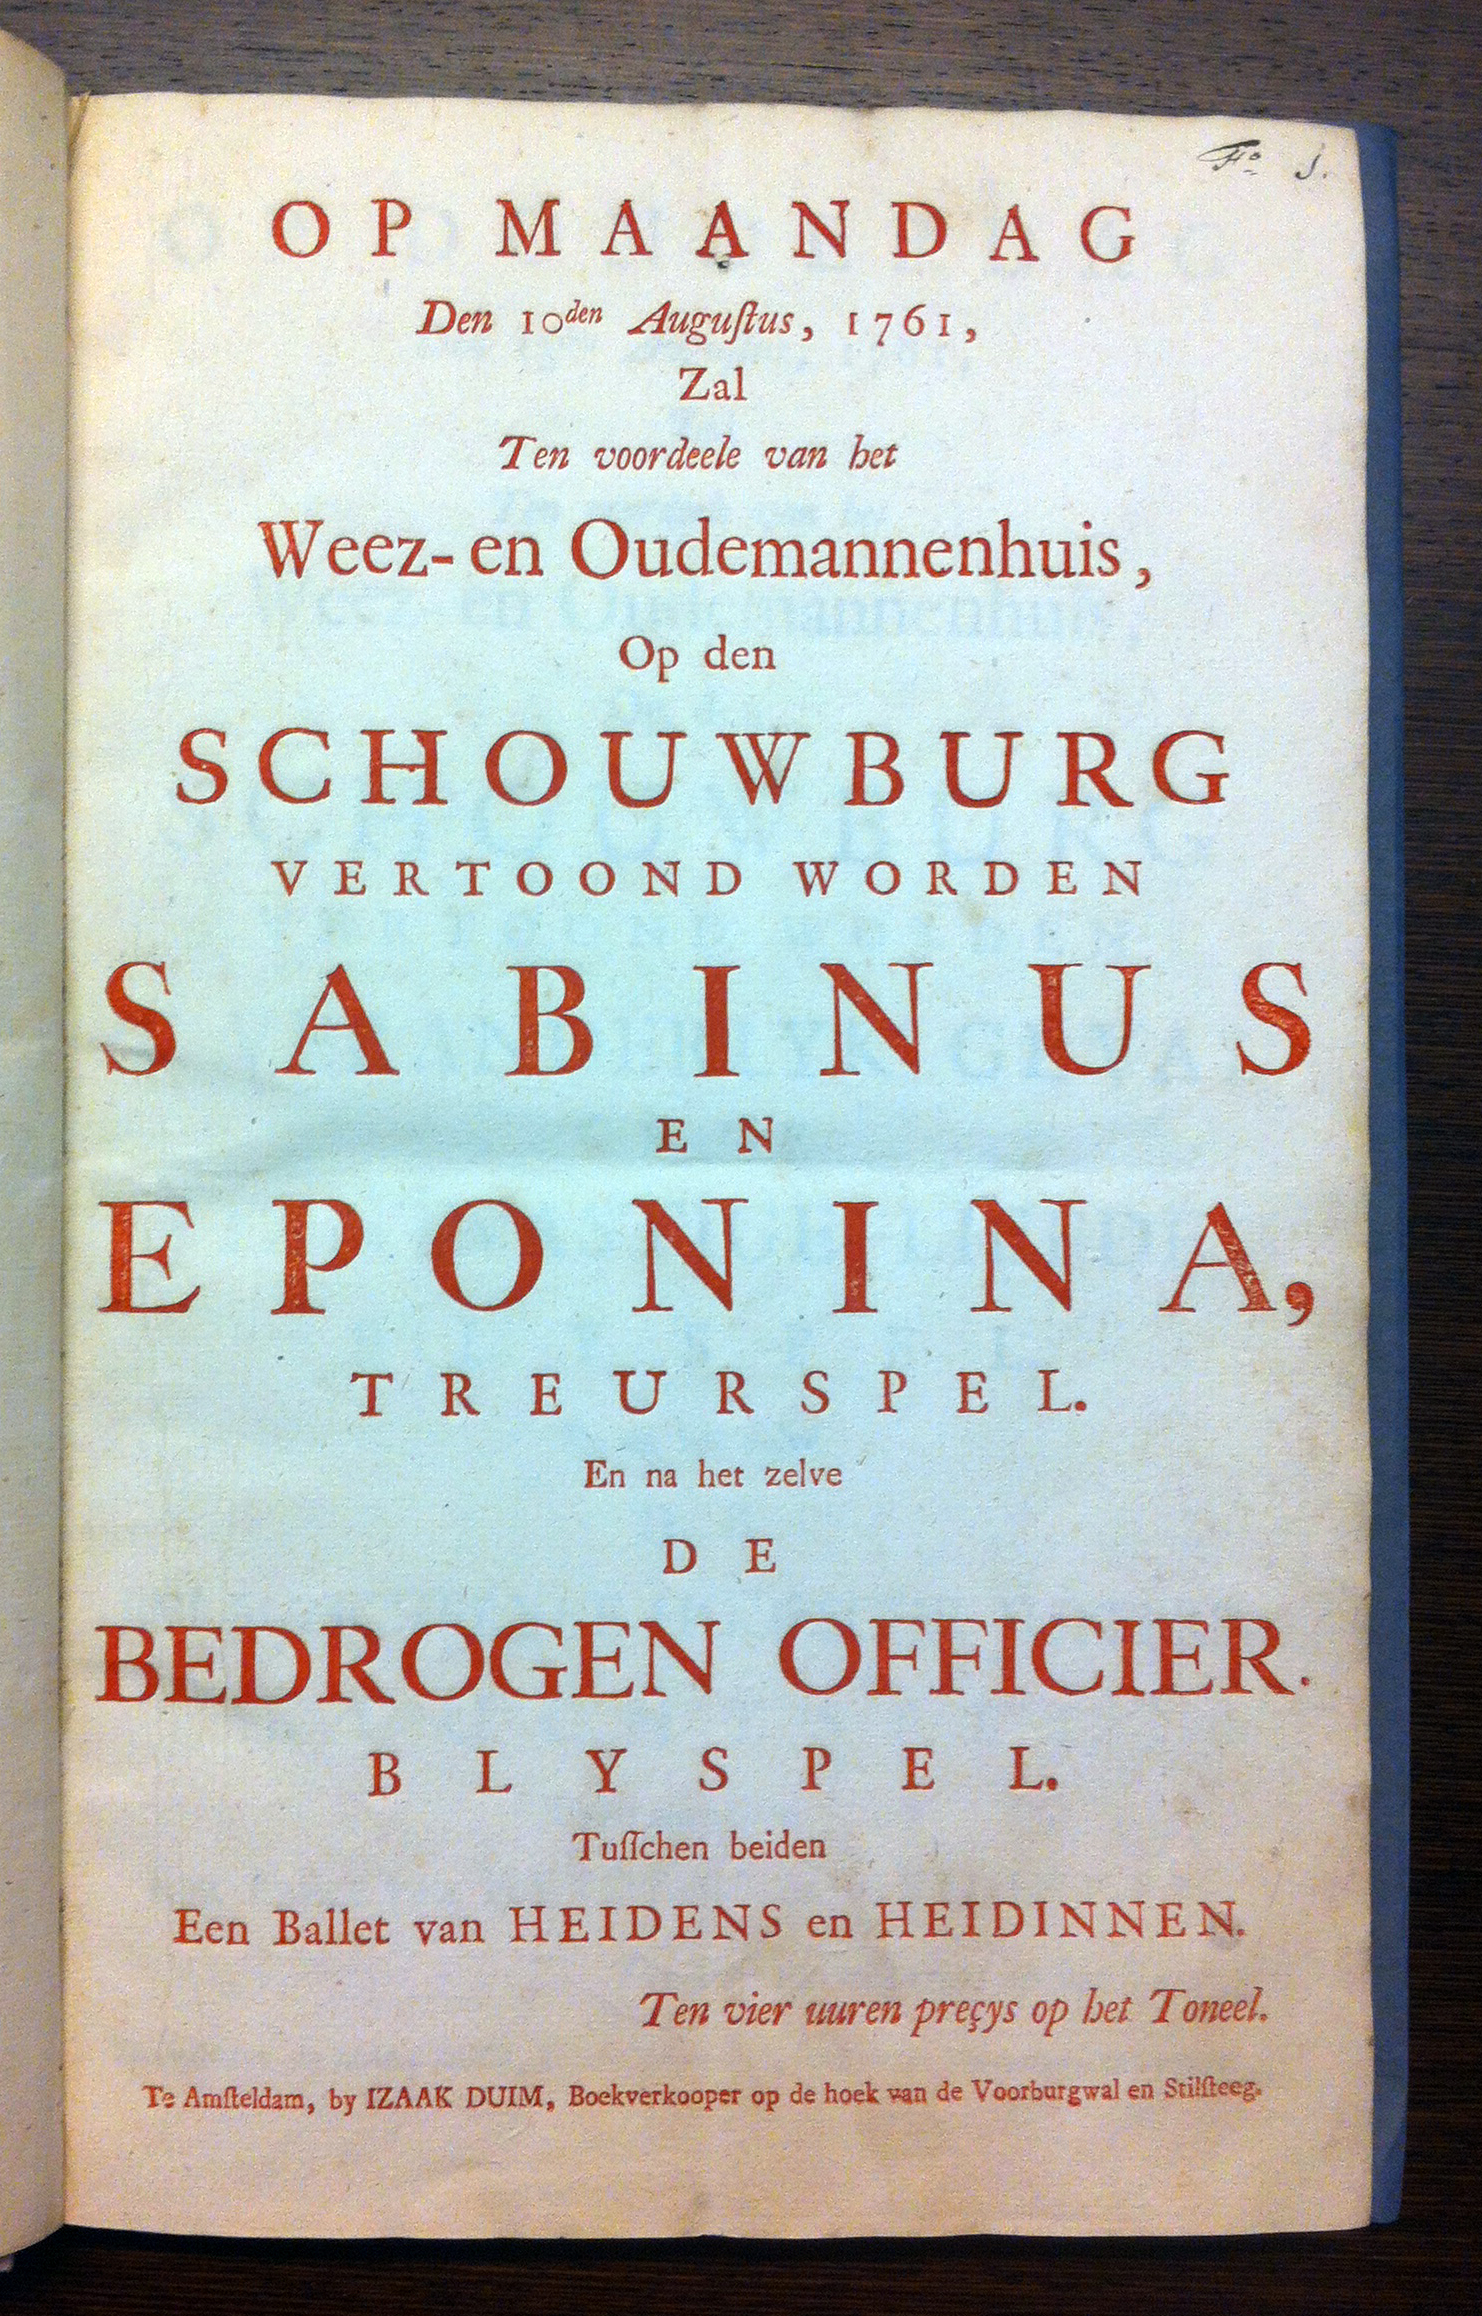 Fo 1.
OP MAANDAG
Den 10den Auguſtus, 1761,
Zal
Ten voordeele van het
Weez- en Oudemannenhuis,
Op den
SCHOUWBURG
VERTOOND WORDEN
SABINUS
EN
EPONINA,
TREURSPEL.
En na het zelve
DE
BEDROGEN OFFICIER.
BLYSPEL.
Tuſſchen beiden
Een Ballet van HEIDENS en HEIDINNEN.
Ten vier uuren preçys op het Toneel.
Te Amſteldam, by IZAAK DUIM, Boekverkooper op de hoek van de Voorburgwal en Stilſteeg.